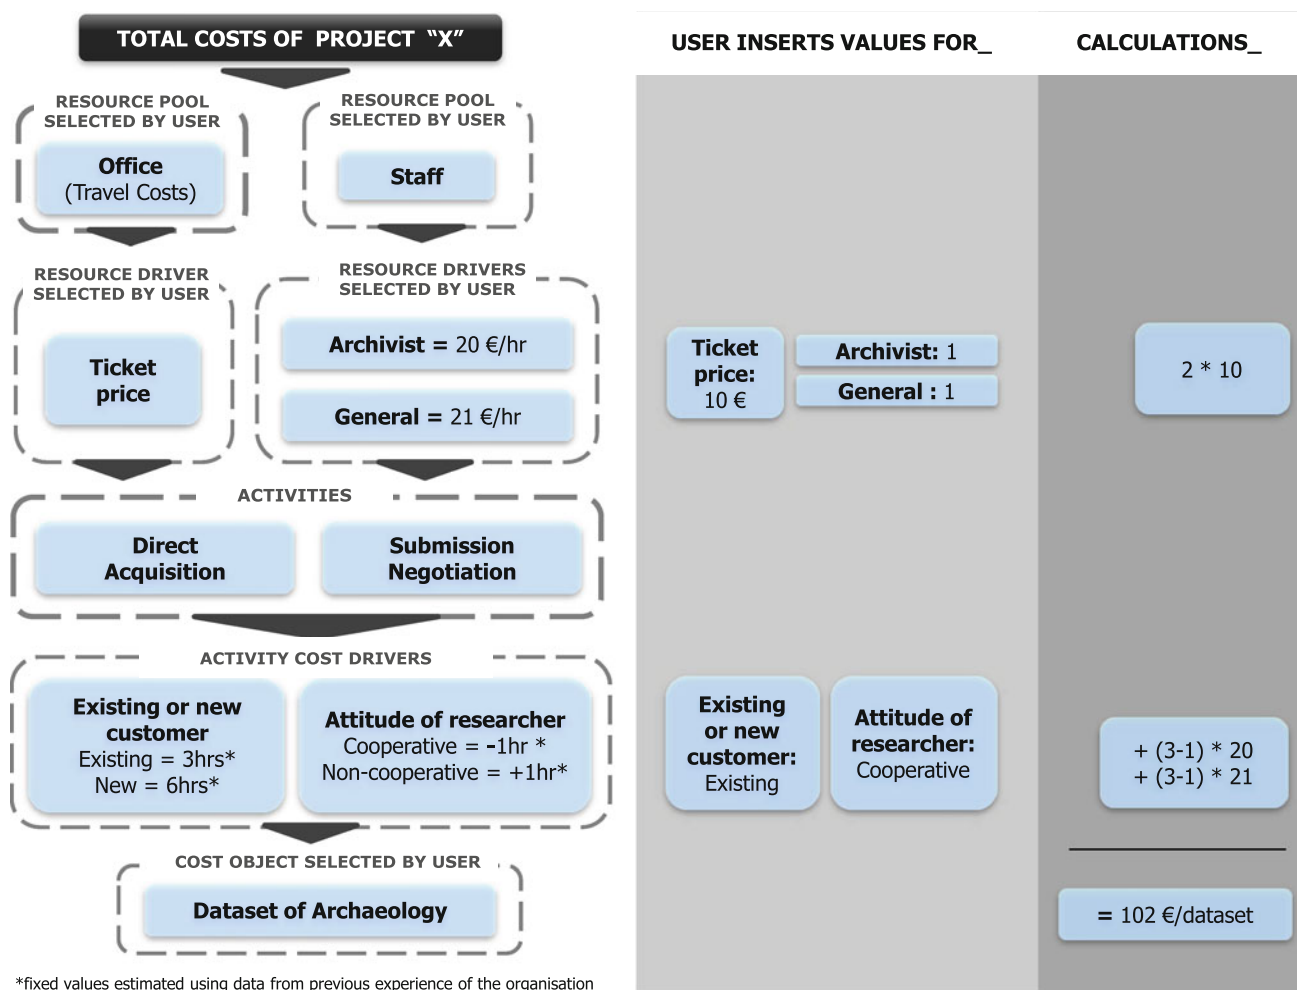 TOTAL COSTS OF PROJECT “X”
USER INSERTS VALUES FOR_
CALCULATIONS_
RESOURCE POOL
SELECTED BY USER
Office
(Travel Costs)
RESOURCE POOL
SELECTED BY USER
Staff
RESOURCE DRIVER
SELECTED BY USER
Ticket
price
RESOURCE DRIVERS
SELECTED BY USER
Archivist = 20 €/hr
General = 21 €/hr
Ticket
price:
10 €
Archivist: 1
General : 1
2 * 10
ACTIVITIES
Direct
Acquisition
Submission
Negotiation
ACTIVITY COST DRIVERS
Existing or new
customer
Existing = 3hrs*
New = 6hrs*
Attitude of researcher
Cooperative = -1hr *
Non-cooperative = +1hr*
Existing
or new
customer:
Existing
Attitude of
researcher:
Cooperative
+ (3-1) * 20
+ (3-1) * 21
COST OBJECT SELECTED BY USER
Dataset of Archaeology
= 102 €/dataset
*fixed values estimated using data from previous experience of the organisation